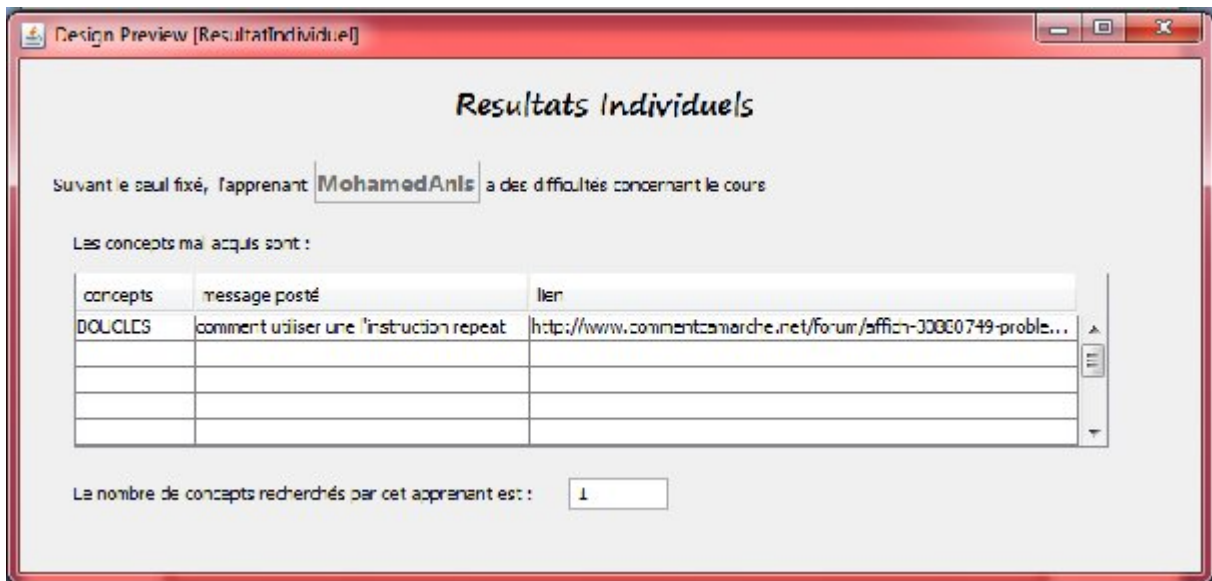 Design Preview [ResultatIndividuel]
Resultats Individuels
Suivant le seuil fixé, l'apprenant MohamedAnis a des difficultés concernant le cours
Les concepts mal acquis sont :
concepts message posté lien
BOUCLES comment utiliser une l'instruction repeat http://www.commentcamarche.net/forum/affich-30880749-proble...
Le nombre de concepts recherchés par cet apprenant est : 1